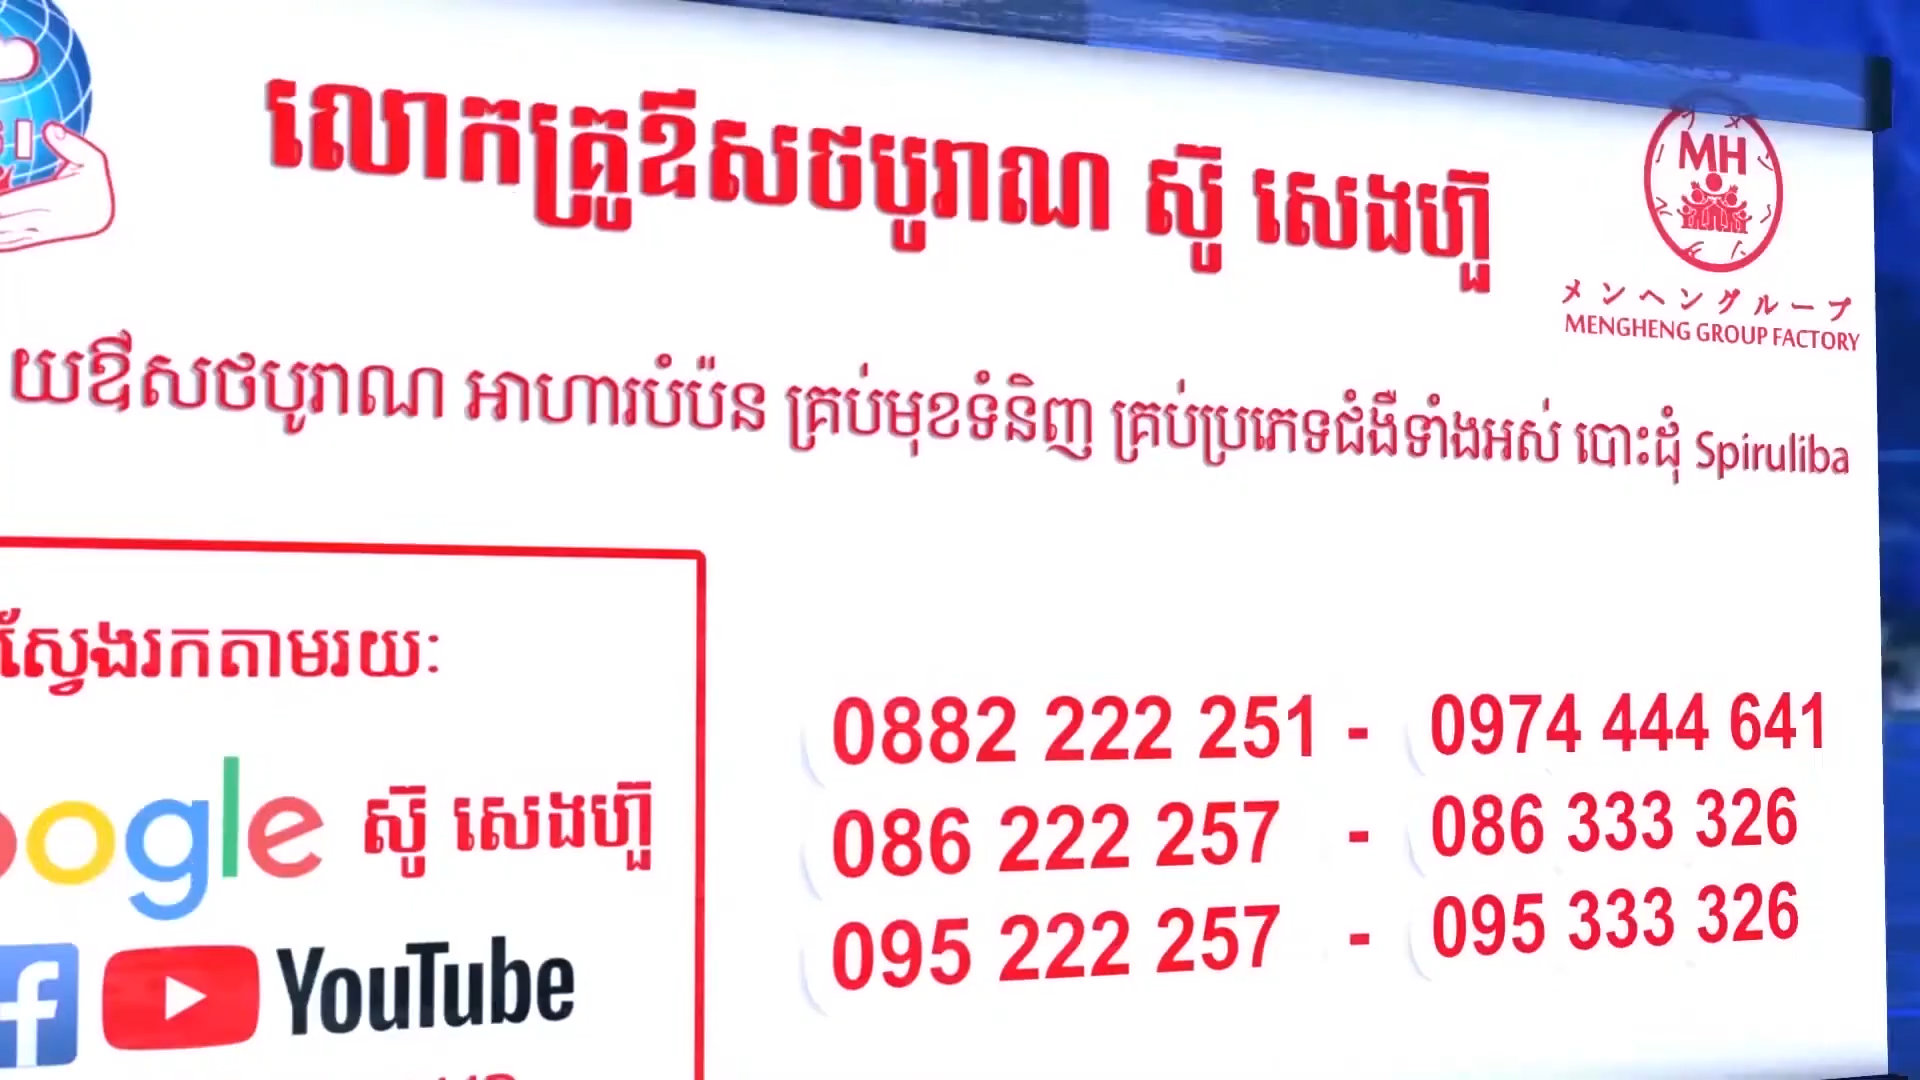 លោកគ្រូឱសថបូរាណ ស៊ូ សេងហ៊្គួ
MH
メンヘングループ
MENGHENG GROUP FACTORY
យឱសថបូរាណ អាហារបំប៉ន គ្រប់មុខទំនិញ គ្រប់ប្រភេទជំងឺទាំងអស់ បោះដុំ Spiruliba
ស្វែងរកតាមរយៈ
oogle ស៊ូ សេងហ៊្គួ
YouTube
0882 222 251 - 0974 444 641
086 222 257 - 086 333 326
095 222 257 - 095 333 326